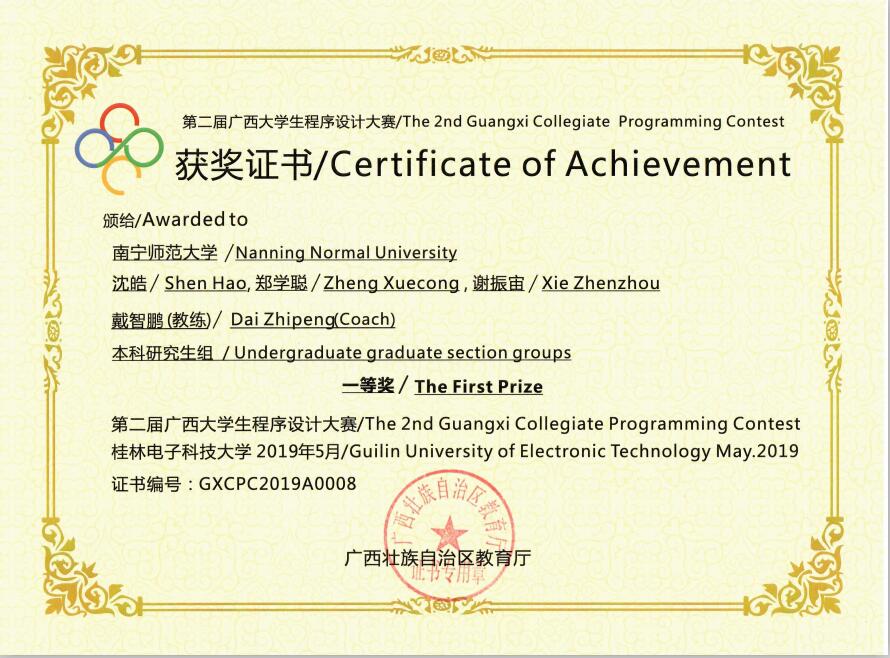 第二届广西大学生程序设计大赛/The 2nd Guangxi Collegiate Programming Contest
获奖证书/Certificate of Achievement
颁给/Awarded to
南宁师范大学 /Nanning Normal University
沈皓/ Shen Hao, 郑学聪/Zheng Xuecong , 谢振宙/Xie Zhenzhou
戴智鹏(教练)/ Dai Zhipeng(Coach)
本科研究生组 / Undergraduate graduate section groups
一等奖/The First Prize
第二届广西大学生程序设计大赛/The 2nd Guangxi Collegiate Programming Contest
桂林电子科技大学 2019年5月/Guilin University of Electronic Technology May.2019
证书编号：GXCPC2019A0008
广西壮族自治区教育厅
广西壮族自治区教育厅
证书专用章